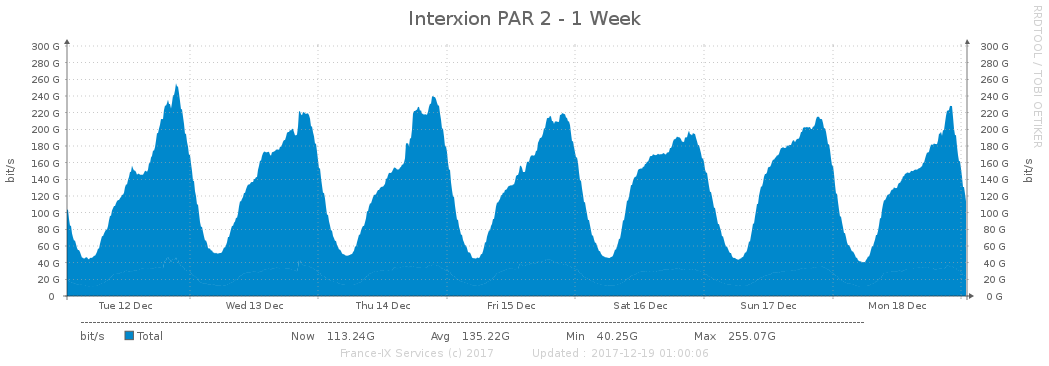 Interxion PAR 2 - 1 Week
RRDTOOL / TOBI OETIKER
bit/s
300 G
280 G
260 G
240 G
220 G
200 G
180 G
160 G
140 G
120 G
100 G
80 G
60 G
40 G
20 G
0
300 G
280 G
260 G
240 G
220 G
200 G
180 G
160 G
140 G
120 G
100 G
80 G
60 G
40 G
20 G
0 G
bit/s
Tue 12 Dec Wed 13 Dec Thu 14 Dec Fri 15 Dec Sat 16 Dec Sun 17 Dec Mon 18 Dec
bit/s Total Now 113.24G Avg 135.22G Min 40.25G Max 255.07G
France-IX Services (c) 2017 Updated : 2017-12-19 01:00:06